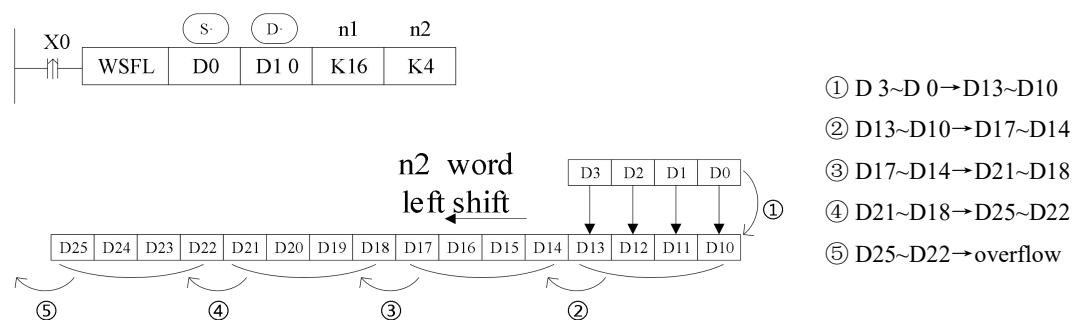 S· D· n1 n2
X0
WSFL D0 D1 0 K16 K4
① D 3~D 0→D13~D10
② D13~D10→D17~D14
③ D17~D14→D21~D18
④ D21~D18→D25~D22
⑤ D25~D22→overflow
n2 word
left shift
D3 D2 D1 D0
①
D25 D24 D23 D22 D21 D20 D19 D18 D17 D16 D15 D14 D13 D12 D11 D10
⑤ ④ ③ ②